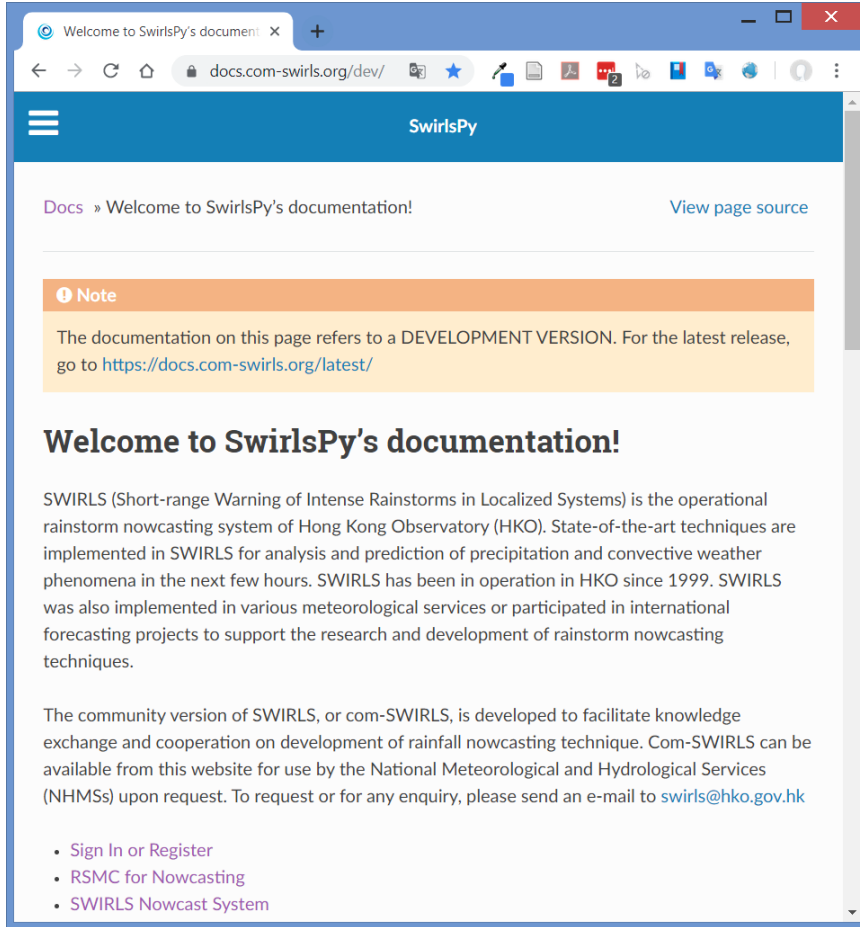 Welcome to SwirlsPy's document
docs.com-swirls.org/dev/
2
SwirlsPy
Docs » Welcome to SwirlsPy's documentation!
View page source
Note
The documentation on this page refers to a DEVELOPMENT VERSION. For the latest release,
go to https://docs.com-swirls.org/latest/
Welcome to SwirlsPy's documentation!
SWIRLS (Short-range Warning of Intense Rainstorms in Localized Systems) is the operational
rainstorm nowcasting system of Hong Kong Observatory (HKO). State-of-the-art techniques are
implemented in SWIRLS for analysis and prediction of precipitation and convective weather
phenomena in the next few hours. SWIRLS has been in operation in HKO since 1999. SWIRLS
was also implemented in various meteorological services or participated in international
forecasting projects to support the research and development of rainstorm nowcasting
techniques.
The community version of SWIRLS, or com-SWIRLS, is developed to facilitate knowledge
exchange and cooperation on development of rainfall nowcasting technique. Com-SWIRLS can be
available from this website for use by the National Meteorological and Hydrological Services
(NHMSs) upon request. To request or for any enquiry, please send an e-mail to swirls@hko.gov.hk
• Sign In or Register
• RSMC for Nowcasting
• SWIRLS Nowcast System